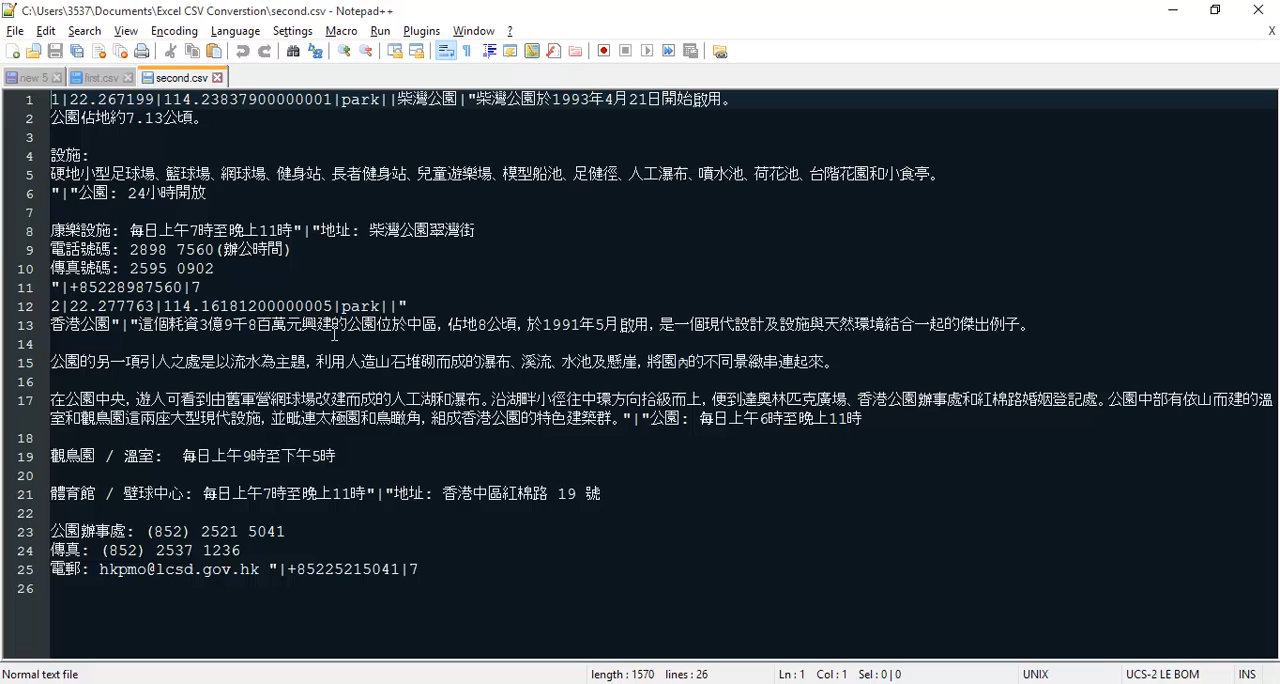 C:\Users\3537\Documents\Excel CSV Converstion\second.csv - Notepad++
File Edit Search View Encoding Language Settings Macro Run Plugins Window ? X
new 5 first.csv second.csv
1 1|22.267199|114.23837900000001|park||柴灣公園|"柴灣公園於1993年4月21日開始啟用。
2 公園佔地約7.13公頃。
3
4 設施:
5 硬地小型足球場、籃球場、網球場、健身站、長者健身站、兒童遊樂場、模型船池、足健徑、人工瀑布、噴水池、荷花池、台階花園和小食亭。
6 "|"公園: 24小時開放
7
8 康樂設施: 每日上午7時至晚上11時"|"地址: 柴灣公園翠灣街
9 電話號碼: 2898 7560(辦公時間)
10 傳真號碼: 2595 0902
11 "|+85228987560|7
12 2|22.277763|114.16181200000005|park||"
13 香港公園"|"這個耗資3億9千8百萬元興建的公園位於中區, 佔地8公頃, 於1991年5月啟用, 是一個現代設計及設施與天然環境結合一起的傑出例子。
14
15 公園的另一項引人之處是以流水為主題, 利用人造山石堆砌而成的瀑布、溪流、水池及懸崖, 將園內的不同景緻串連起來。
16
17 在公園中央, 遊人可看到由舊軍營網球場改建而成的人工湖和瀑布。沿湖畔小徑往中環方向拾級而上, 便到達奧林匹克廣場、香港公園辦事處和紅棉路婚姻登記處。公園中部有依山而建的溫
室和觀鳥園這兩座大型現代設施, 並毗連太極園和鳥瞰角, 組成香港公園的特色建築群。"|"公園: 每日上午6時至晚上11時
18
19 觀鳥園 / 溫室:  每日上午9時至下午5時
20
21 體育館 / 壁球中心: 每日上午7時至晚上11時"|"地址: 香港中區紅棉路 19 號
22
23 公園辦事處: (852) 2521 5041
24 傳真: (852) 2537 1236
25 電郵: hkpmo@lcsd.gov.hk "|+85225215041|7
26
Normal text file length : 1570 lines : 26 Ln : 1 Col : 1 Sel : 0 | 0 UNIX UCS-2 LE BOM INS